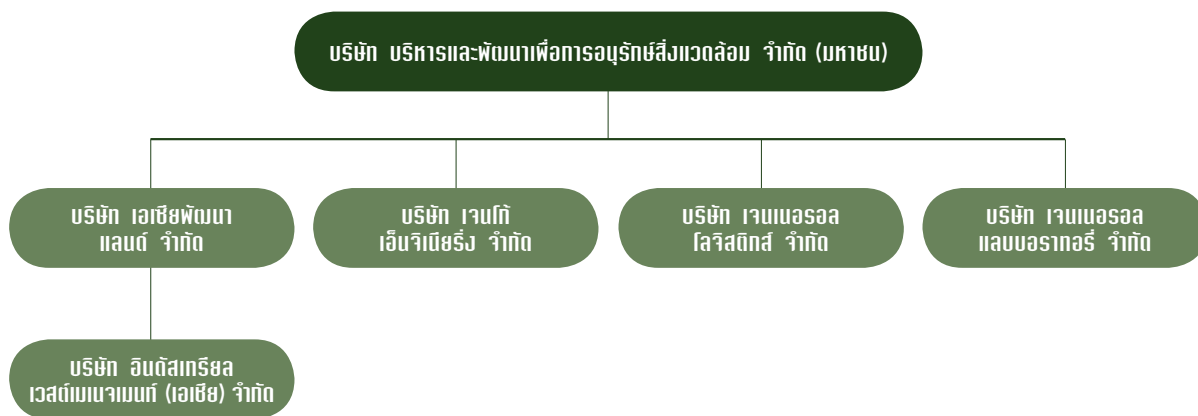 บริษัท บริหารและพัฒนาเพื่อการอนุรักษ์สิ่งแวดล้อม จำกัด (มหาชน)
บริษัท เอเชียพัฒนา
แลนด์ จำกัด
บริษัท เจนโก้
เอ็นจิเนียริ่ง จำกัด
บริษัท เจนเนอรอล
โลจิสติกส์ จำกัด
บริษัท เจนเนอรอล
แลบบอราทอรี่ จำกัด
บริษัท อินดัสเทรียล
เวสต์เมเนจเมนท์ (เอเชีย) จำกัด